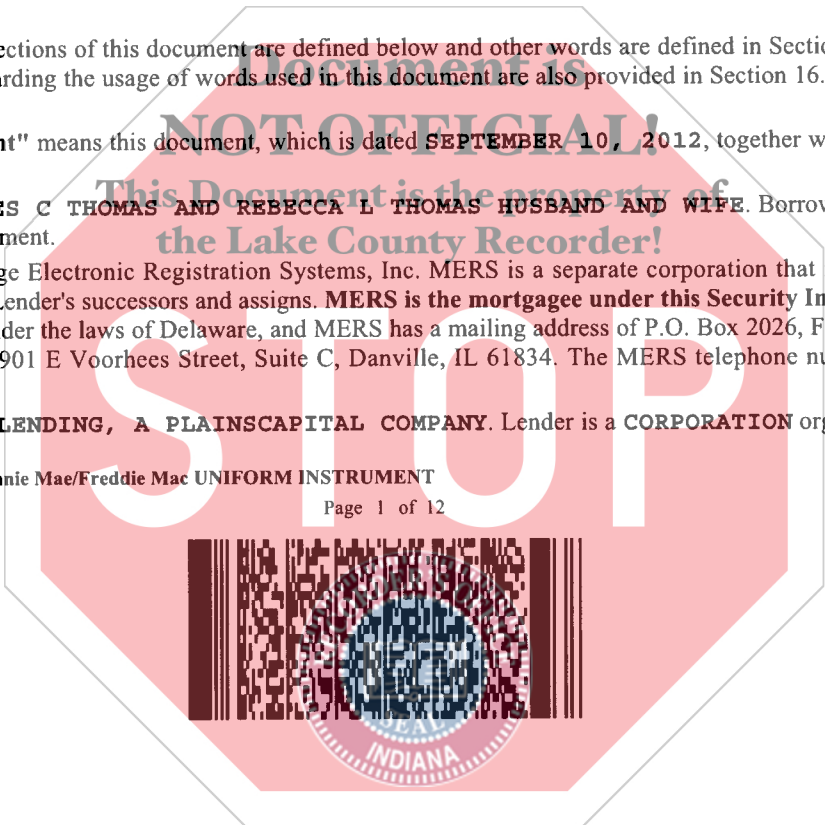 ections of this document are defined below and other words are defined in Sectio
arding the usage of words used in this document are also provided in Section 16.
Document is
nt" means this document, which is dated SEPTEMBER 10, 2012, together w
NOT OFFICIAL!
This Document is the property of
ES C THOMAS AND REBECCA L THOMAS HUSBAND AND WIFE. Borrow
ment.
the Lake County Recorder!
ge Electronic Registration Systems, Inc. MERS is a separate corporation that
Lender's successors and assigns. MERS is the mortgagee under this Security In
der the laws of Delaware, and MERS has a mailing address of P.O. Box 2026, F
901 E Voorhees Street, Suite C, Danville, IL 61834. The MERS telephone nu
STOP
LENDING, A PLAINSCAPITAL COMPANY. Lender is a CORPORATION org
nnie Mae/Freddie Mac UNIFORM INSTRUMENT
Page 1 of 12
SEAL
INDIANA